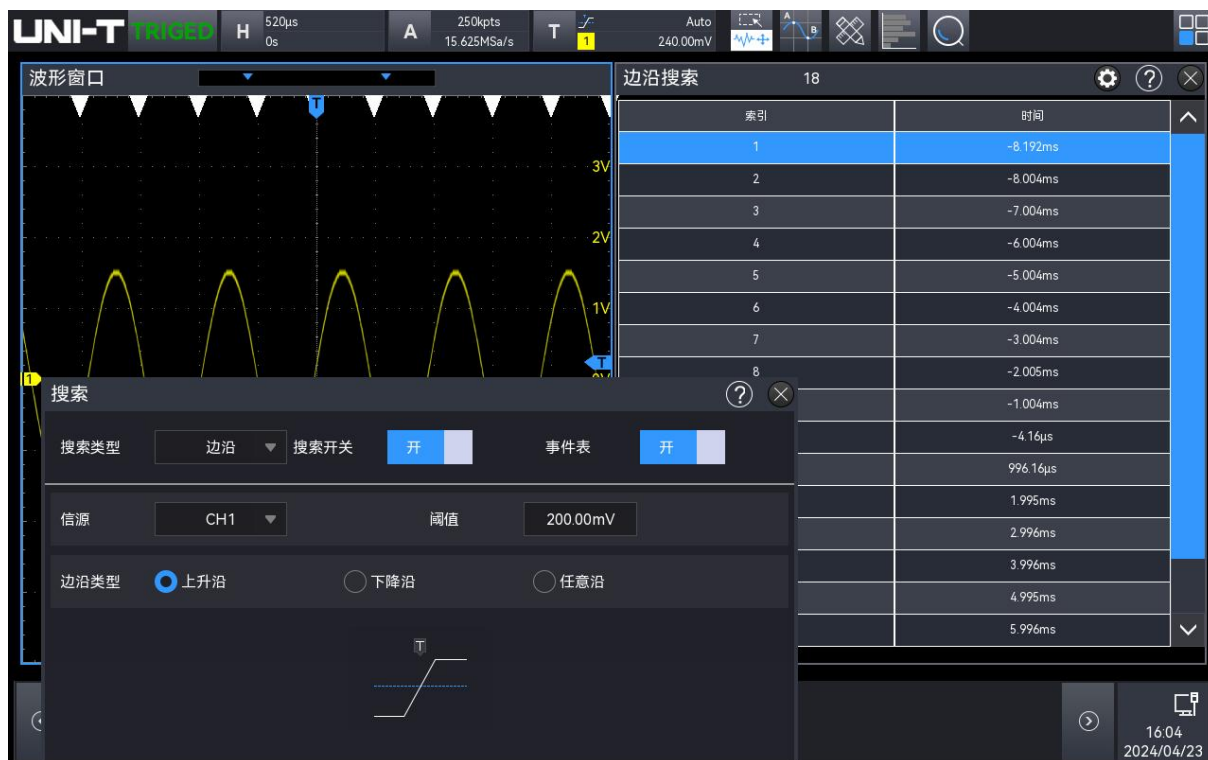 UNI-T TRIGED H 520μs 0s A 250kpts 15.625MSa/s T 1 Auto 240.00mV A B
波形窗口
T
3V
2V
1V
T
1
边沿搜索 18 ?
索引 时间
1 -8.192ms
2 -8.004ms
3 -7.004ms
4 -6.004ms
5 -5.004ms
6 -4.004ms
7 -3.004ms
8 -2.005ms
-1.004ms
-4.16μs
996.16μs
1.995ms
2.996ms
3.996ms
4.995ms
5.996ms
搜索 ?
搜索类型 边沿 搜索开关 开 事件表 开
信源 CH1 阈值 200.00mV
边沿类型 上升沿 下降沿 任意沿
T
16:04
2024/04/23